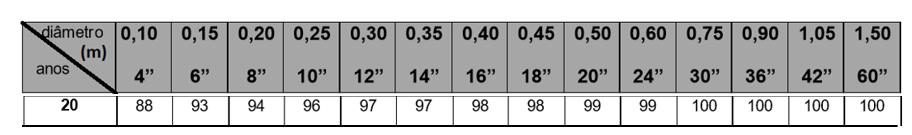 diâmetro (m) 0,10 0,15 0,20 0,25 0,30 0,35 0,40 0,45 0,50 0,60 0,75 0,90 1,05 1,50
anos 4” 6” 8” 10” 12” 14” 16” 18” 20” 24” 30” 36” 42” 60”
20 88 93 94 96 97 97 98 98 99 99 100 100 100 100